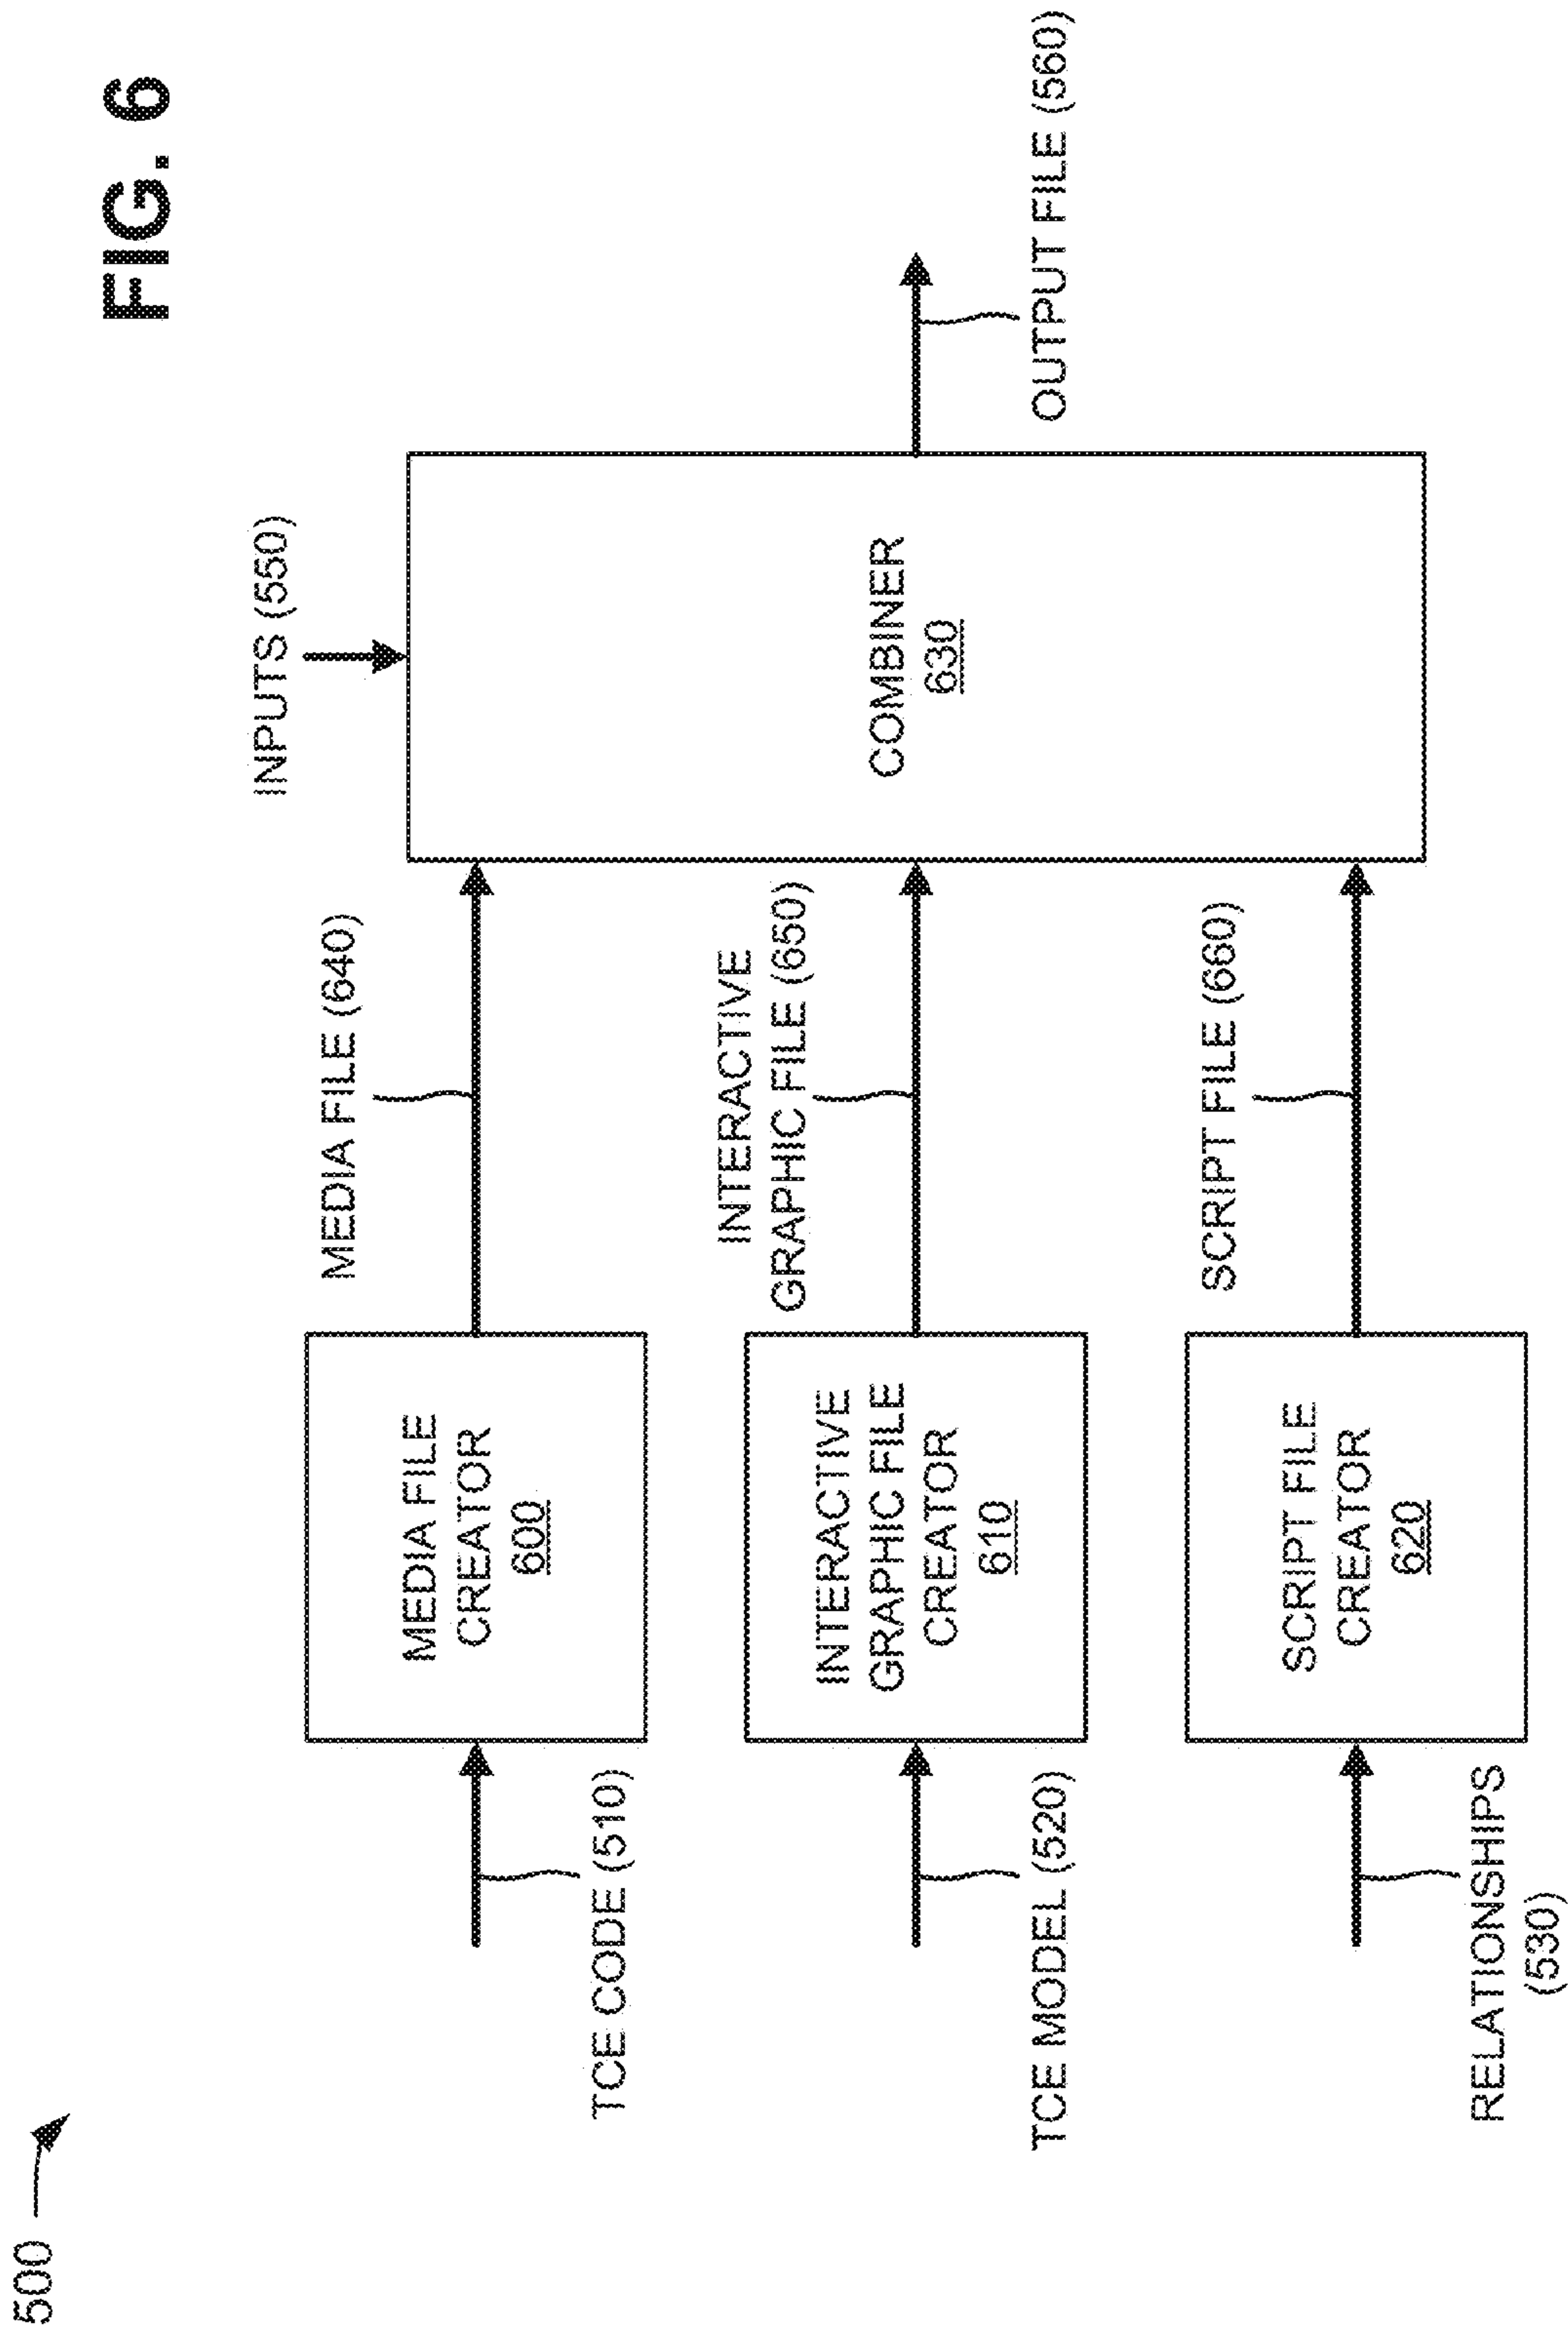 FIG. 6
500
INPUTS (550)
MEDIA FILE (640)
MEDIA FILE
CREATOR
600
TCE CODE (510)
INTERACTIVE
GRAPHIC FILE (650)
INTERACTIVE
GRAPHIC FILE
CREATOR
610
TCE MODEL (520)
COMBINER
630
OUTPUT FILE (560)
SCRIPT FILE (660)
SCRIPT FILE
CREATOR
620
RELATIONSHIPS
(530)